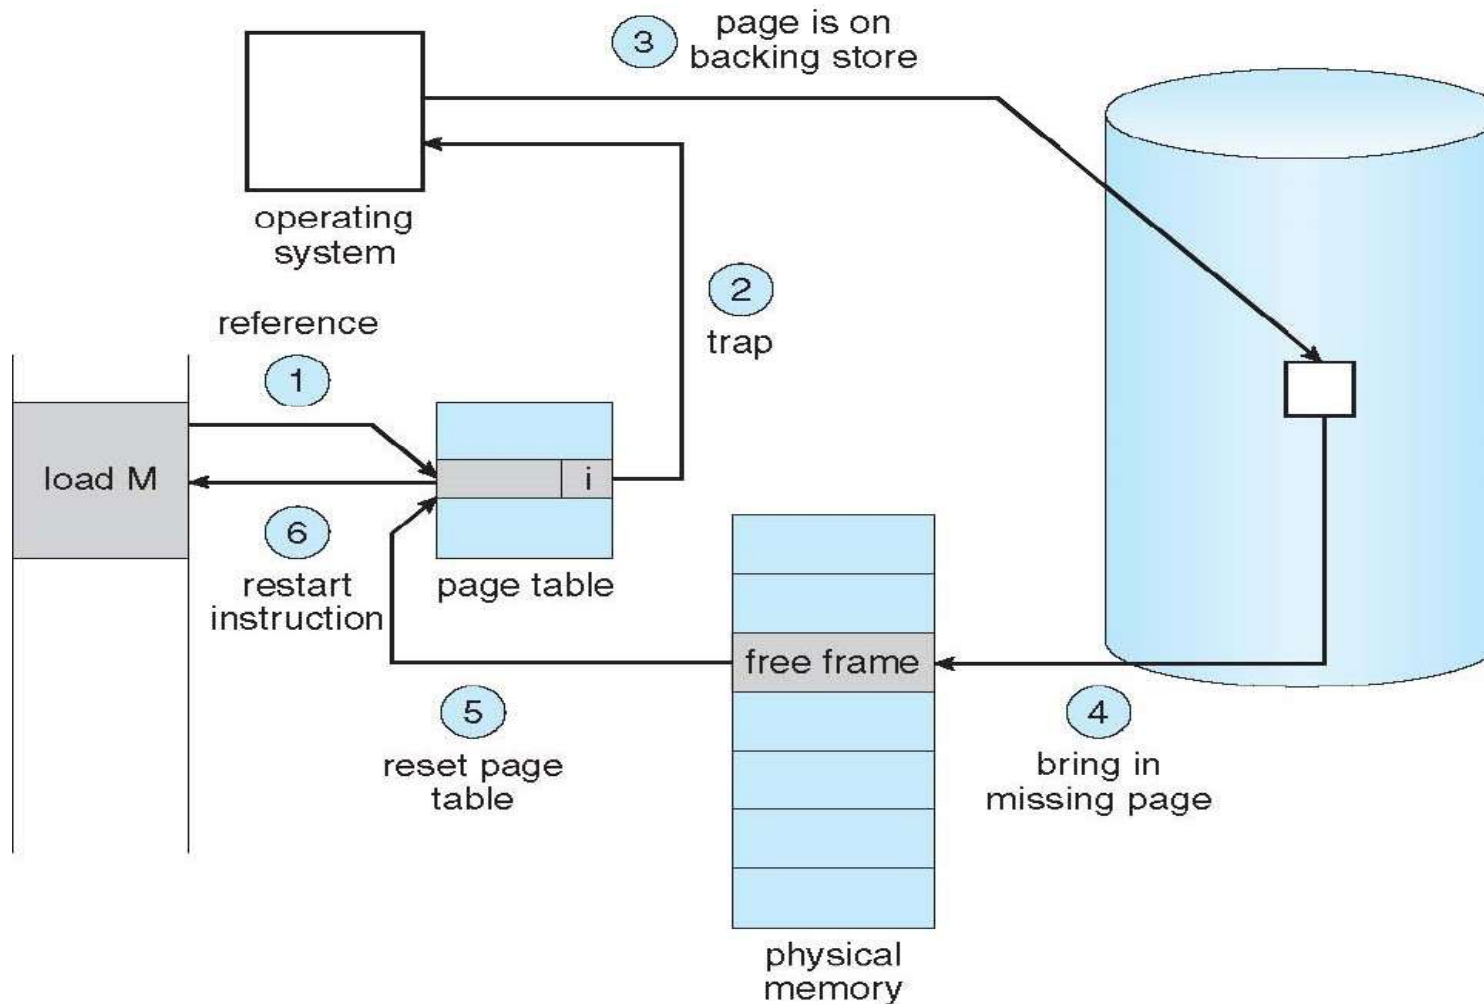 3
page is on
backing store
operating
system
2
trap
reference
1
load M
i
6
restart
instruction
page table
free frame
5
reset page
table
4
bring in
missing page
physical
memory